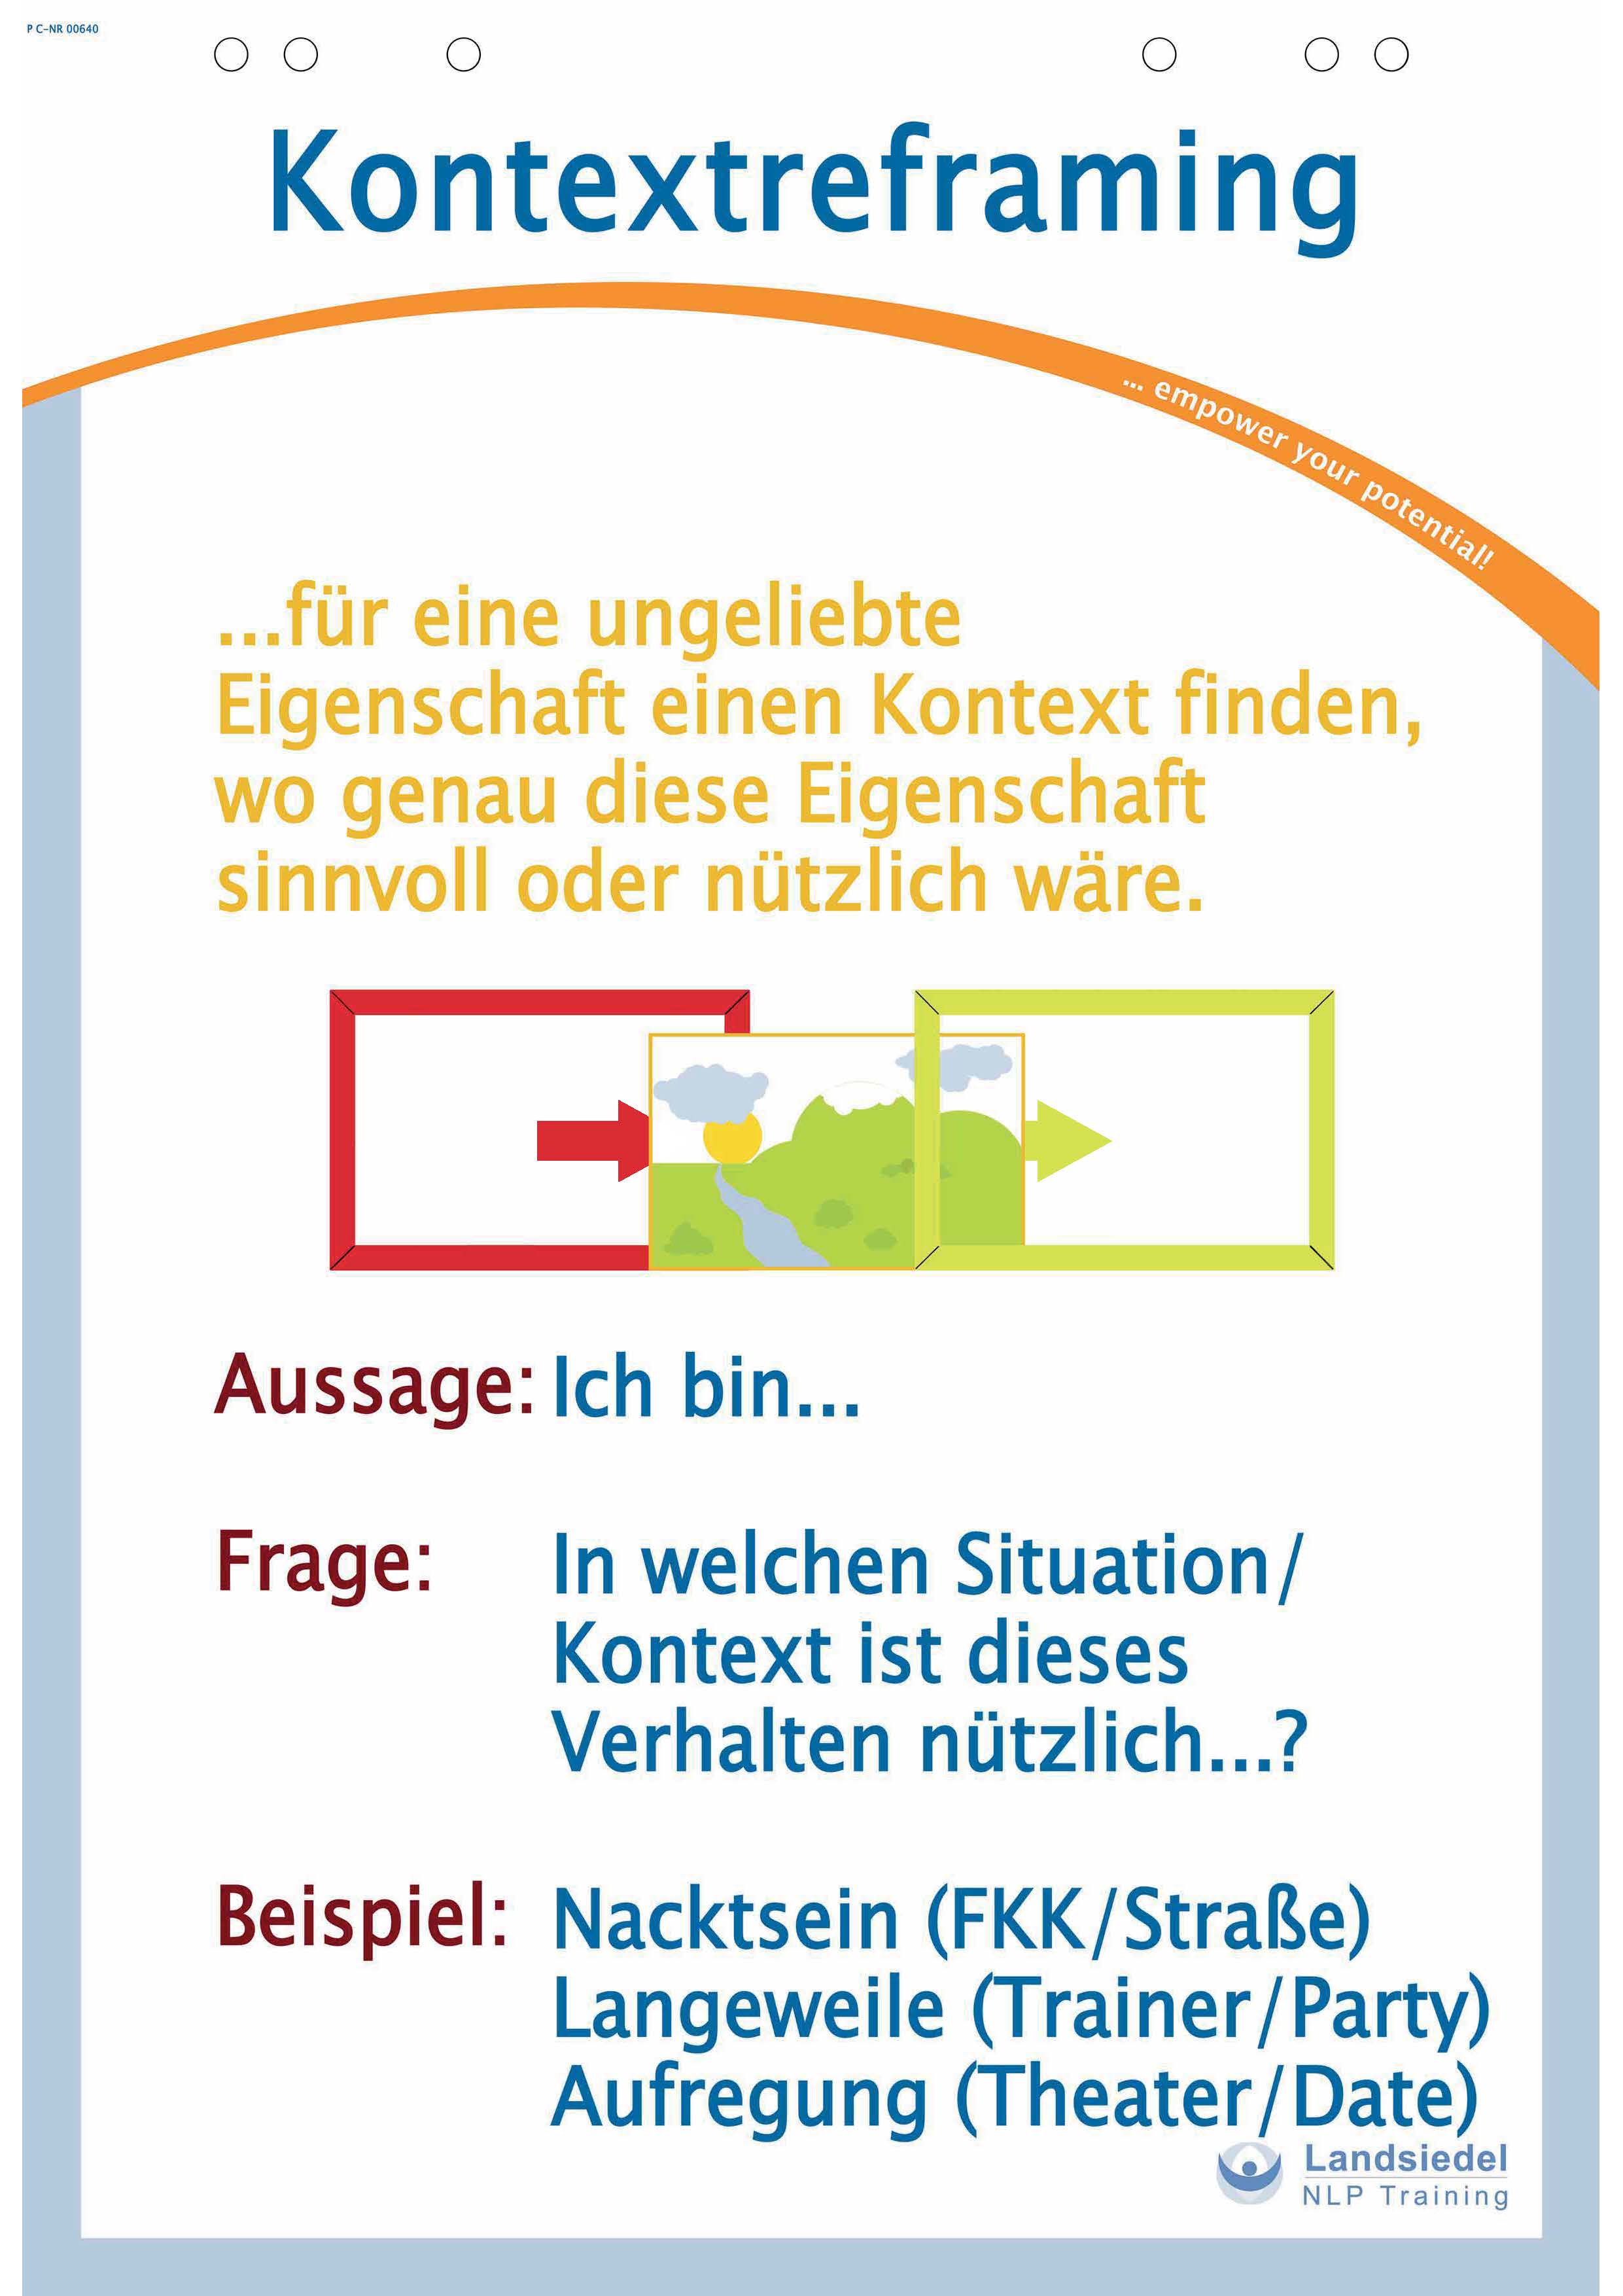 P C-NR 00640
Kontextreframing
... empower your potential!
...für eine ungeliebte
Eigenschaft einen Kontext finden,
wo genau diese Eigenschaft
sinnvoll oder nützlich wäre.
Aussage: Ich bin...
Frage: In welchen Situation/
Kontext ist dieses
Verhalten nützlich...?
Beispiel: Nacktsein (FKK/Straße)
Langeweile (Trainer/Party)
Aufregung (Theater/Date)
Landsiedel
NLP Training